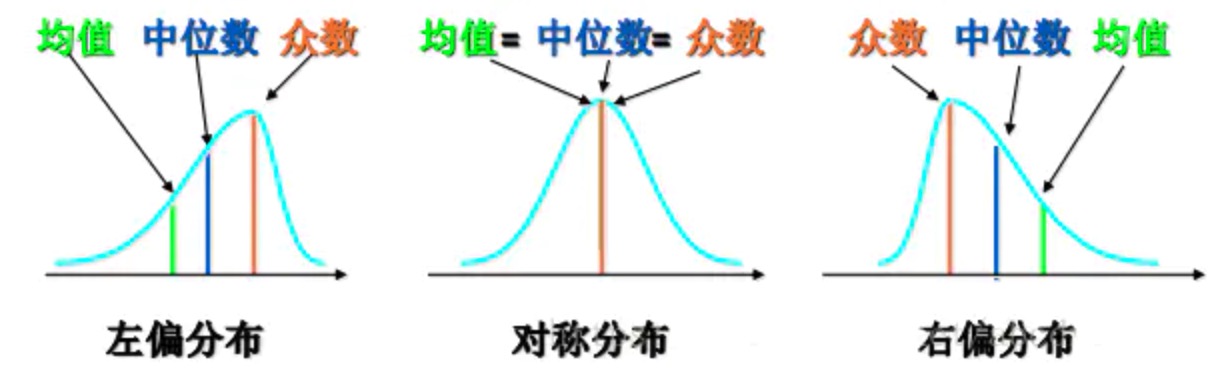 均值 中位数 众数
均值= 中位数= 众数
众数 中位数 均值
左偏分布
对称分布
右偏分布